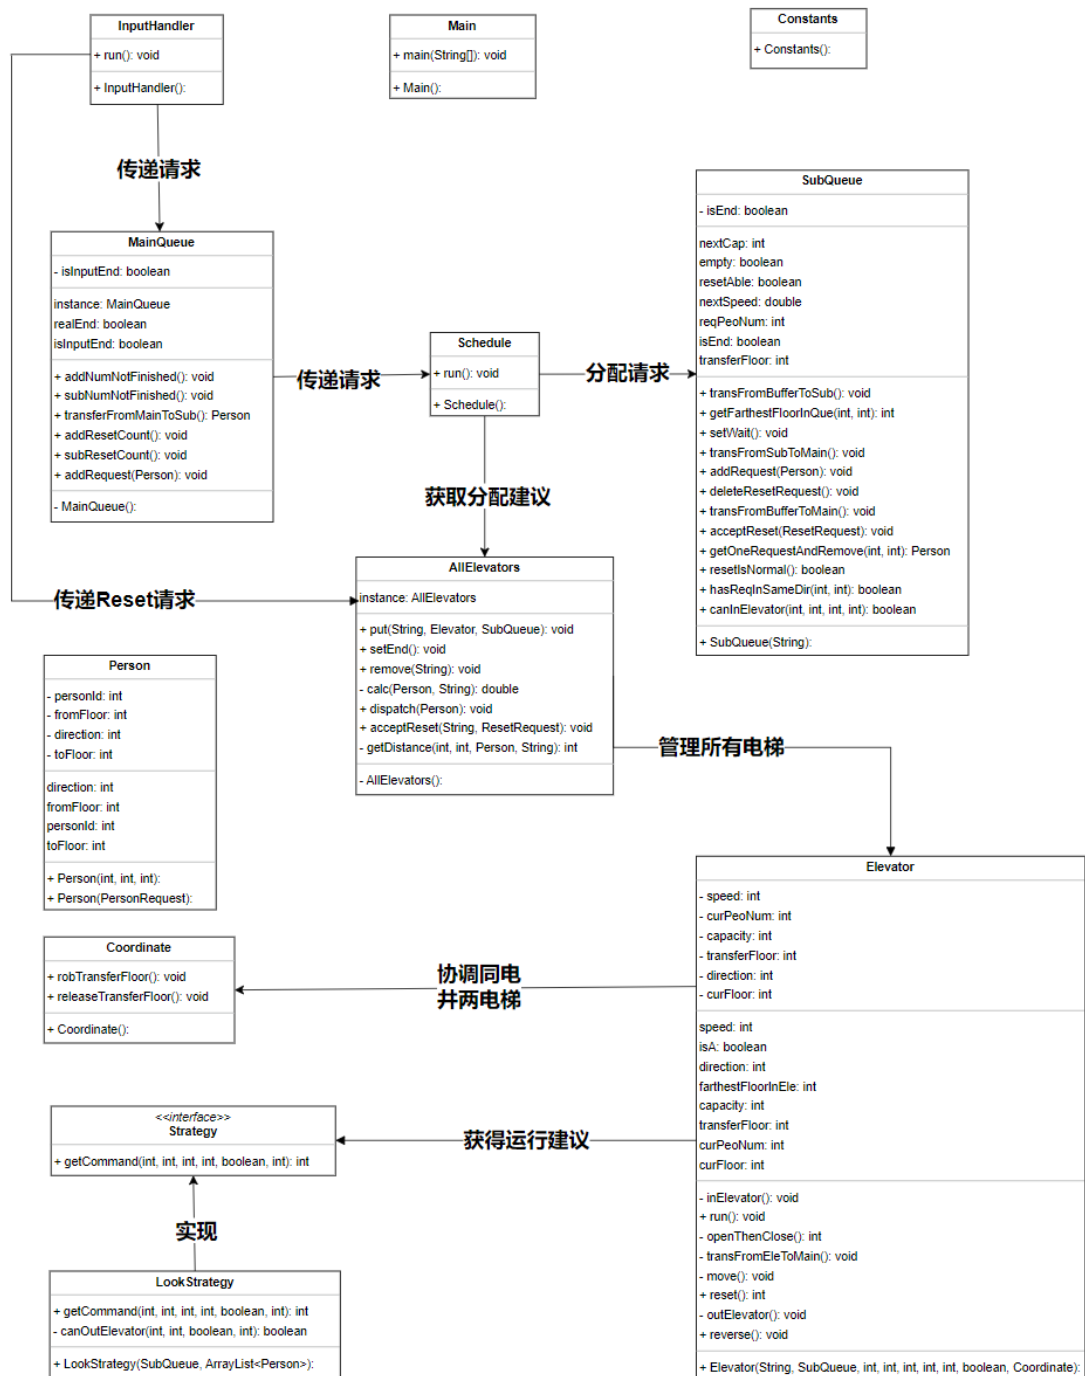 InputHandler
+ run(): void
+ InputHandler():
Main
+ main(String[]): void
+ Main():
Constants
+ Constants():
传递请求
MainQueue
- isInputEnd: boolean
instance: MainQueue
realEnd: boolean
isInputEnd: boolean
+ addNumNotFinished(): void
+ subNumNotFinished(): void
+ transferFromMainToSub(): Person
+ addResetCount(): void
+ subResetCount(): void
+ addRequest(Person): void
- MainQueue():
传递请求
Schedule
+ run(): void
+ Schedule():
分配请求
SubQueue
- isEnd: boolean
nextCap: int
empty: boolean
resetAble: boolean
nextSpeed: double
reqPeoNum: int
isEnd: boolean
transferFloor: int
+ transFromBufferToSub(): void
+ getFarthestFloorInQue(int, int): int
+ setWait(): void
+ transFromSubToMain(): void
+ addRequest(Person): void
+ deleteResetRequest(): void
+ transFromBufferToMain(): void
+ acceptReset(ResetRequest): void
+ getOneRequestAndRemove(int, int): Person
+ resetIsNormal(): boolean
+ hasReqInSameDir(int, int): boolean
+ canInElevator(int, int, int, int): boolean
+ SubQueue(String):
获取分配建议
传递Reset请求
AllElevators
instance: AllElevators
+ put(String, Elevator, SubQueue): void
+ setEnd(): void
+ remove(String): void
- calc(Person, String): double
+ dispatch(Person): void
+ acceptReset(String, ResetRequest): void
- getDistance(int, int, Person, String): int
- AllElevators():
Person
- personId: int
- fromFloor: int
- direction: int
- toFloor: int
direction: int
fromFloor: int
personId: int
toFloor: int
+ Person(int, int, int):
+ Person(PersonRequest):
管理所有电梯
Elevator
- speed: int
- curPeoNum: int
- capacity: int
- transferFloor: int
- direction: int
- curFloor: int
speed: int
isA: boolean
direction: int
farthestFloorInEle: int
capacity: int
transferFloor: int
curPeoNum: int
curFloor: int
- inElevator(): void
+ run(): void
- openThenClose(): int
- transFromEleToMain(): void
- move(): void
+ reset(): int
- outElevator(): void
+ reverse(): void
+ Elevator(String, SubQueue, int, int, int, int, int, boolean, Coordinate):
Coordinate
+ robTransferFloor(): void
+ releaseTransferFloor(): void
+ Coordinate():
协调同电
井两电梯
<<interface>>
Strategy
+ getCommand(int, int, int, int, boolean, int): int
获得运行建议
实现
LookStrategy
+ getCommand(int, int, int, int, boolean, int): int
- canOutElevator(int, int, boolean, int): boolean
+ LookStrategy(SubQueue, ArrayList<Person>):